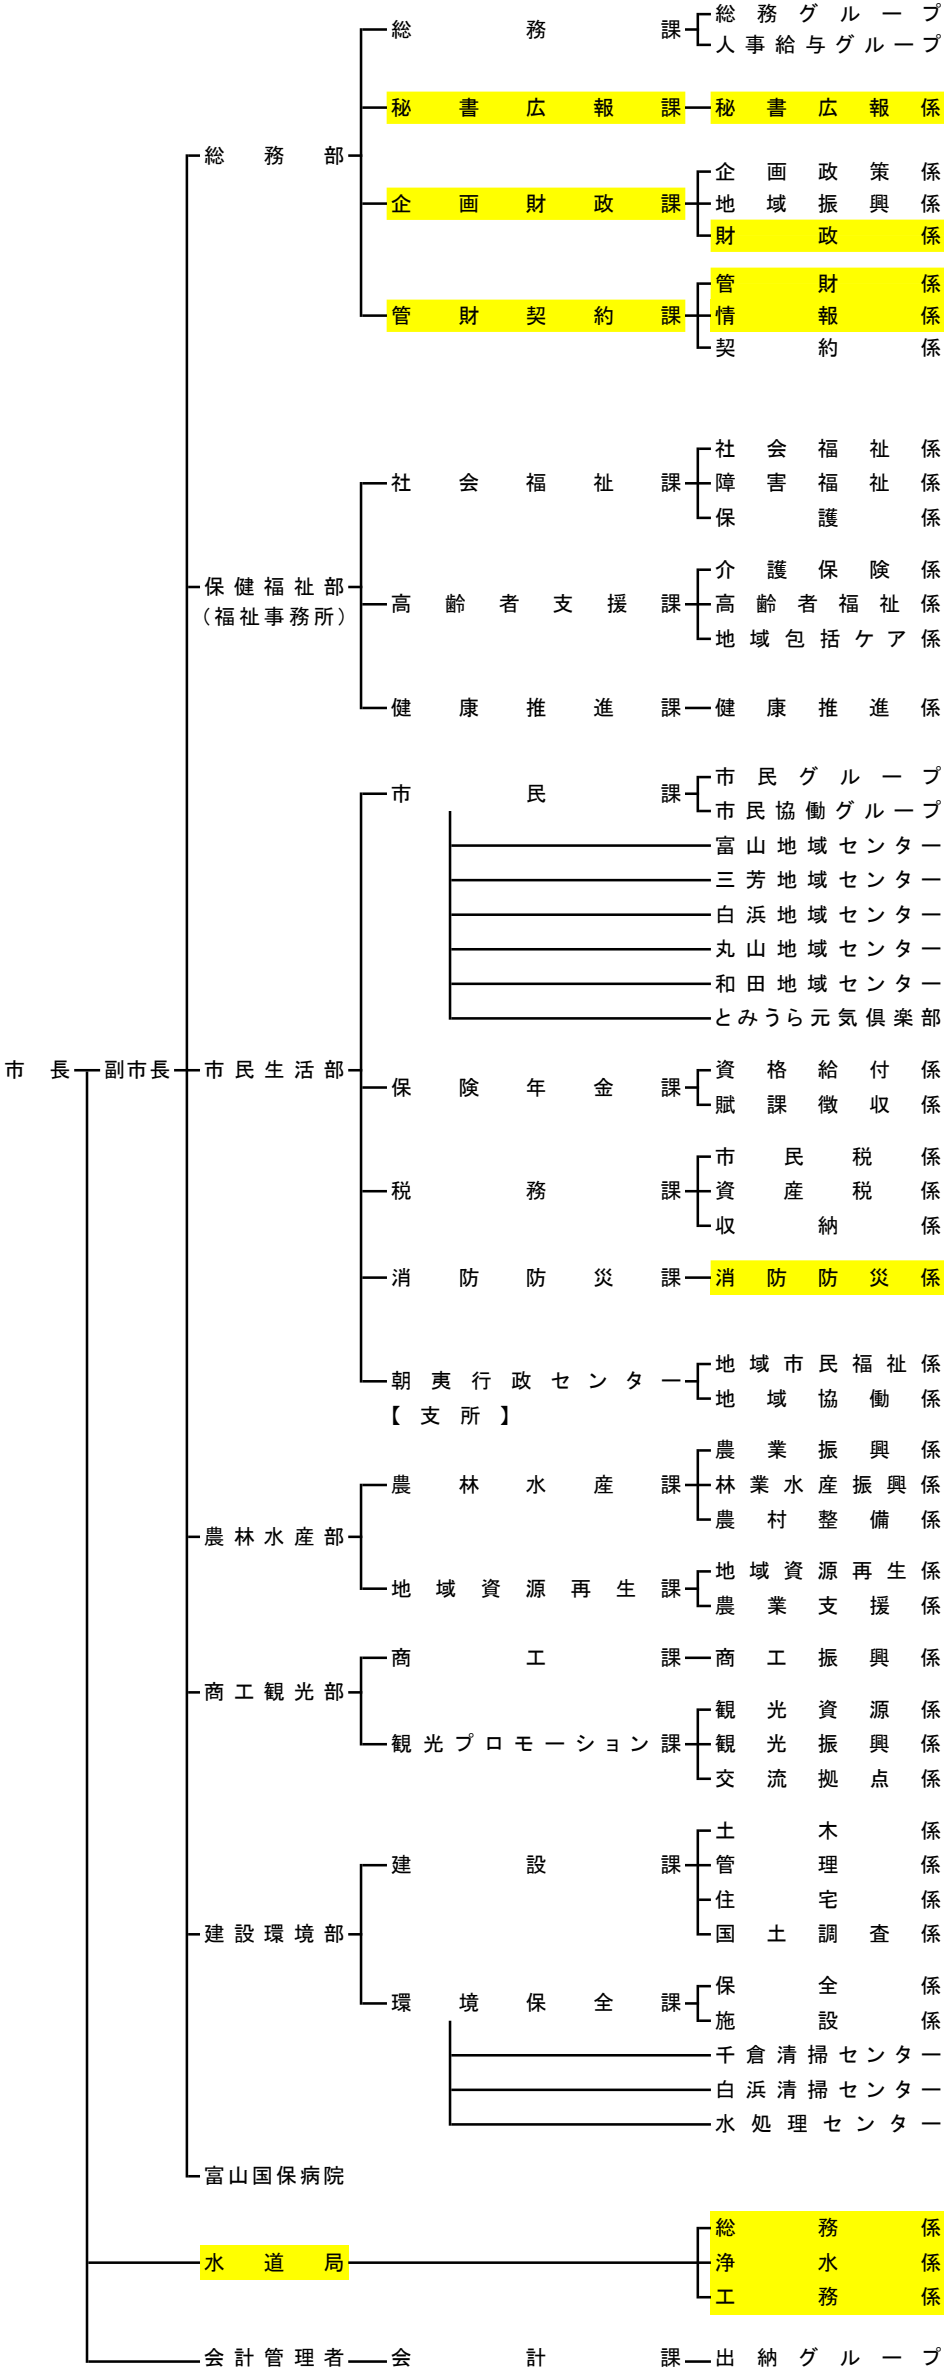 総務グループ
総務課
人事給与グループ
秘書広報課 秘書広報係
総務部
企画政策係
企画財政課 地域振興係
財政係
管財係
管財契約課 情報係
契約係
社会福祉係
社会福祉課 障害福祉係
保護係
介護保険係
保健福祉部
高齢者支援課 高齢者福祉係
(福祉事務所)
地域包括ケア係
健康推進課 健康推進係
市民グループ
市民課
市民協働グループ
富山地域センター
三芳地域センター
白浜地域センター
丸山地域センター
和田地域センター
とみうら元気倶楽部
市長 副市長 市民生活部 資格給付係
保険年金課
賦課徴収係
市民税係
税務課 資産税係
収納係
消防防災課 消防防災係
地域市民福祉係
朝夷行政センター
地域協働係
【支所】
農業振興係
農林水産課 林業水産振興係
農村整備係
農林水産部
地域資源再生係
地域資源再生課
農業支援係
商工課 商工振興係
商工観光部
観光資源係
観光プロモーション課 観光振興係
交流拠点係
土木係
建設課 管理係
住宅係
建設環境部 国土調査係
保全係
環境保全課
施設係
千倉清掃センター
白浜清掃センター
水処理センター
富山国保病院
総務係
水道局 浄水係
工務係
会計管理者 会計課 出納グループ